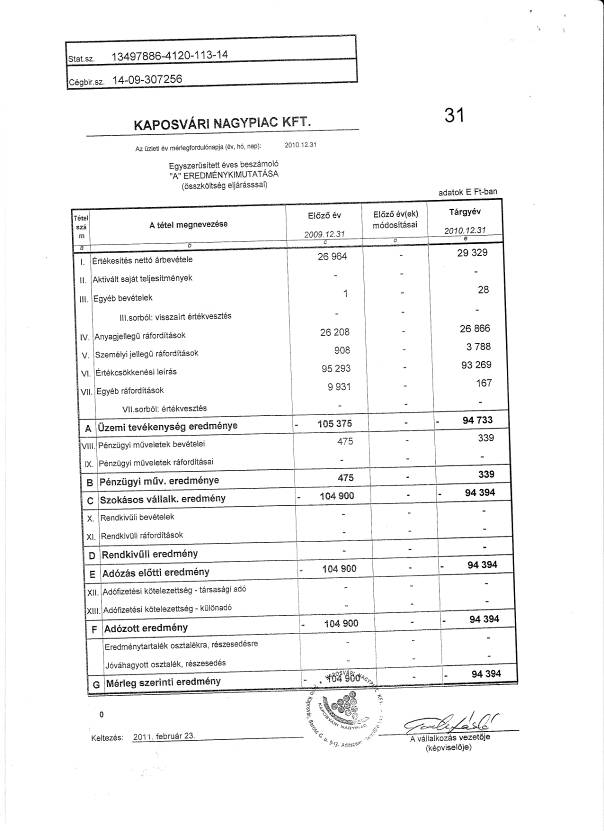 Stat.sz. 13497886-4120-113-14
Cégbír.sz. 14-09-307256
KAPOSVÁRI NAGYPIAC KFT.
31
Az üzleti év mérlegfordulónapja (év, hó, nap): 2010.12.31
Egyszerűsített éves beszámoló
"A" EREDMÉNYKIMUTATÁSA
(összköltség eljárásssal)
adatok E Ft-ban
Tétel szá m A tétel megnevezése Előző év 2009.12.31 Előző év(ek) módosításai Tárgyév 2010.12.31
a b c d e
I. Értékesítés nettó árbevétele 26 964 - 29 329
II. Aktivált saját teljesítmények - - -
III. Egyéb bevételek 1 - 28
III.sorból: visszaírt értékvesztés - - -
IV. Anyagjellegű ráfordítások 26 208 - 26 866
V. Személyi jellegű ráfordítások 908 - 3 788
VI. Értékcsökkenési leírás 95 293 - 93 269
VII. Egyéb ráfordítások 9 931 - 167
VII.sorból: értékvesztés - - -
A Üzemi tevékenység eredménye - 105 375 - - 94 733
VIII. Pénzügyi műveletek bevételei 475 - 339
IX. Pénzügyi műveletek ráfordításai - - -
B Pénzügyi műv. eredménye 475 - 339
C Szokásos vállalk. eredmény - 104 900 - - 94 394
X. Rendkívüli bevételek - - -
XI. Rendkívüli ráfordítások - - -
D Rendkívüli eredmény - - -
E Adózás előtti eredmény - 104 900 - - 94 394
XII. Adófizetési kötelezettség - társasági adó - - -
XIII. Adófizetési kötelezettség - különadó - - -
F Adózott eredmény - 104 900 - - 94 394
Eredménytartalék osztalékra, részesedésre - - -
Jóváhagyott osztalék, részesedés - - -
G Mérleg szerinti eredmény - 104 900 - - 94 394
0
Keltezés: 2011. február 23.
KAPOSVÁRI NAGYPIAC
A vállalkozás vezetője
(képviselője)